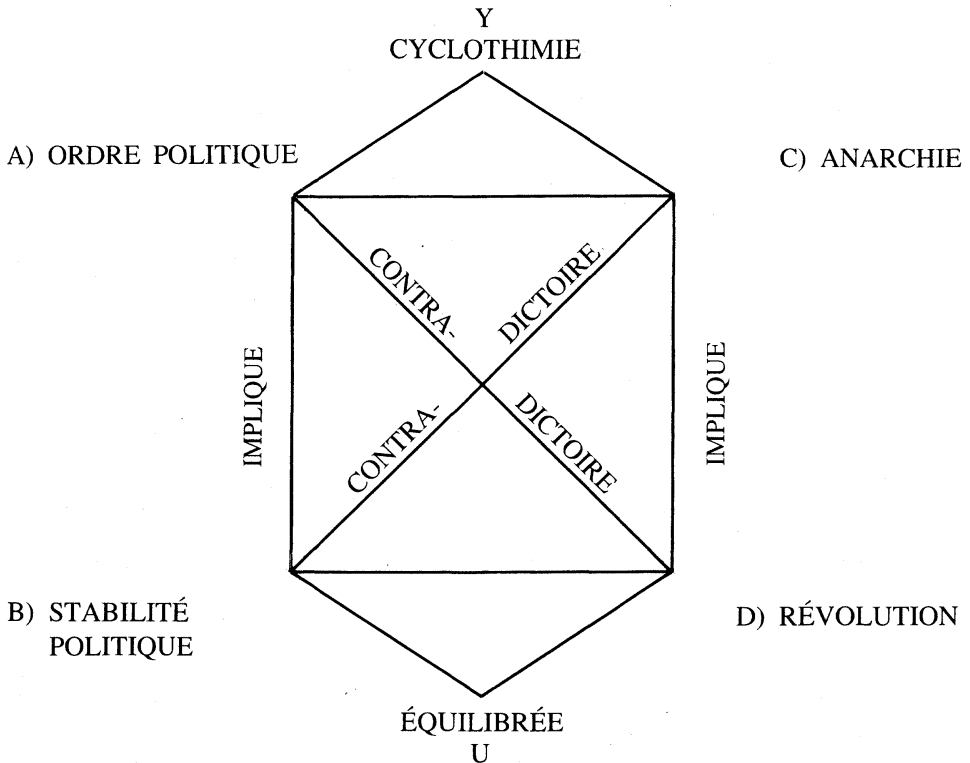 Y
CYCLOTHIMIE
A) ORDRE POLITIQUE
C) ANARCHIE
CONTRA-
DICTOIRE
IMPLIQUE
IMPLIQUE
CONTRA-
DICTOIRE
B) STABILITÉ
POLITIQUE
D) RÉVOLUTION
ÉQUILIBRÉE
U